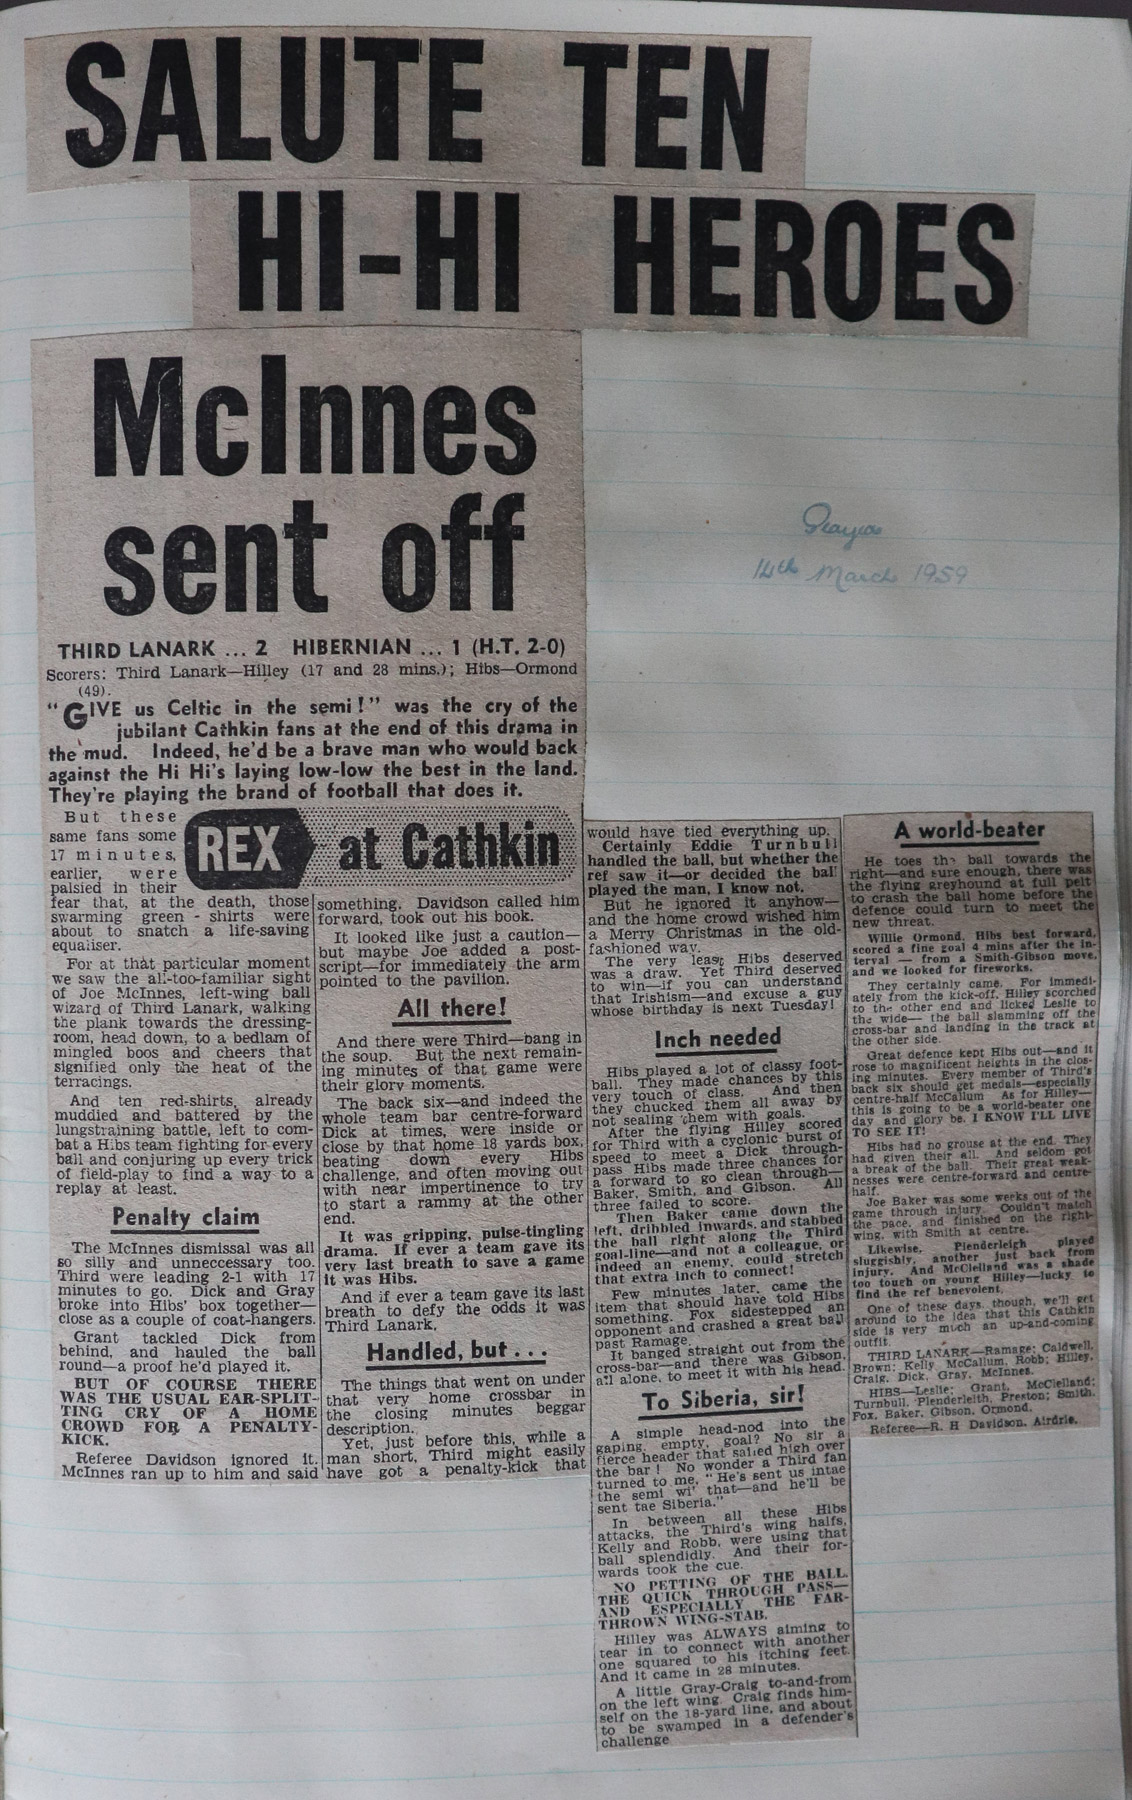 SALUTE TEN
HI-HI HEROES
McInnes
sent off
14th March 1959
THIRD LANARK ... 2 HIBERNIAN ... 1 (H.T. 2-0)
Scorers: Third Lanark—Hilley (17 and 28 mins.); Hibs—Ormond
(49).
"GIVE us Celtic in the semi!" was the cry of the
jubilant Cathkin fans at the end of this drama in
the mud. Indeed, he'd be a brave man who would back
against the Hi Hi's laying low-low the best in the land.
They're playing the brand of football that does it.
REX at Cathkin
But these
same fans some
17 minutes,
earlier, were
palsied in their
fear that, at the death, those
swarming green-shirts were
about to snatch a life-saving
equaliser.
For at that particular moment
we saw the all-too-familiar sight
of Joe McInnes, left-wing ball
wizard of Third Lanark, walking
the plank towards the dressing-
room, head down, to a bedlam of
mingled boos and cheers that
signified only the heat of the
terracings.
And ten red-shirts, already
muddied and battered by the
lungstraining battle, left to com-
bat a Hibs team fighting for every
ball and conjuring up every trick
of field-play to find a way to a
replay at least.
Penalty claim
The McInnes dismissal was all
so silly and unneccessary too.
Third were leading 2-1 with 17
minutes to go. Dick and Gray
broke into Hibs' box together—
close as a couple of coat-hangers.
Grant tackled Dick from
behind, and hauled the ball
round—a proof he'd played it.
BUT OF COURSE THERE
WAS THE USUAL EAR-SPLIT-
TING CRY OF A HOME
CROWD FOR A PENALTY-
KICK.
Referee Davidson ignored it.
McInnes ran up to him and said
something. Davidson called him
forward, took out his book.
It looked like just a caution—
but maybe Joe added a post-
script—for immediately the arm
pointed to the pavilion.
All there!
And there were Third—bang in
the soup. But the next remain-
ing minutes of that game were
their glory moments.
The back six—and indeed the
whole team bar centre-forward
Dick at times, were inside or
close by that home 18 yards box,
beating down every Hibs
challenge, and often moving out
with near impertinence to try
to start a rammy at the other
end.
It was gripping, pulse-tingling
drama. If ever a team gave its
very last breath to save a game
it was Hibs.
And if ever a team gave its last
breath to defy the odds it was
Third Lanark.
Handled, but . . .
The things that went on under
that very home crossbar in
the closing minutes beggar
description.
Yet, just before this, while a
man short, Third might easily
have got a penalty-kick that
would have tied everything up.
Certainly Eddie Turnbull
handled the ball, but whether the
ref saw it—or decided the ball
played the man, I know not.
But he ignored it anyhow—
and the home crowd wished him
a Merry Christmas in the old-
fashioned way.
The very least Hibs deserved
was a draw. Yet Third deserved
to win—if you can understand
that Irishism—and excuse a guy
whose birthday is next Tuesday!
Inch needed
Hibs played a lot of classy foot-
ball. They made chances by this
very touch of class. And then
they chucked them all away by
not sealing them with goals.
After the flying Hilley scored
for Third with a cyclonic burst of
speed to meet a Dick through-
pass Hibs made three chances for
a forward to go clean through—
Baker, Smith, and Gibson. All
three failed to score.
Then Baker came down the
left, dribbled inwards, and stabbed
the ball right along the Third
goal-line—and not a colleague, or
indeed an enemy, could stretch
that extra inch to connect!
Few minutes later, came the
item that should have told Hibs
something. Fox sidestepped an
opponent and crashed a great ball
past Ramage.
It banged straight out from the
cross-bar—and there was Gibson,
all alone, to meet it with his head.
To Siberia, sir!
A simple head-nod into the
gaping, empty, goal? No sir a
fierce header that sailed high over
the bar! No wonder a Third fan
turned to me, "He's sent us intae
the semi wi' that—and he'll be
sent tae Siberia."
In between all these Hibs
attacks, the Third's wing halfs,
Kelly and Robb, were using that
ball splendidly. And their for-
wards took the cue.
NO PETTING OF THE BALL.
THE QUICK THROUGH PASS—
AND ESPECIALLY THE FAR-
THROWN WING-STAB.
Hilley was ALWAYS aiming to
tear in to connect with another
one squared to his itching feet.
And it came in 28 minutes.
A little Gray-Craig to-and-from
on the left wing. Craig finds him-
self on the 18-yard line, and about
to be swamped in a defender's
challenge
A world-beater
He toes the ball towards the
right—and sure enough, there was
the flying greyhound at full pelt
to crash the ball home before the
defence could turn to meet the
new threat.
Willie Ormond, Hibs best forward,
scored a fine goal 4 mins after the in-
terval — from a Smith-Gibson move,
and we looked for fireworks.
They certainly came. For immedi-
ately from the kick-off, Hilley scorched
to the other end and licked Leslie to
the wide— the ball slamming off the
cross-bar and landing in the track at
the other side.
Great defence kept Hibs out—and it
rose to magnificent heights in the clos-
ing minutes. Every member of Third's
back six should get medals—especially
centre-half McCallum As for Hilley—
this is going to be a world-beater one
day and glory be, I KNOW I'LL LIVE
TO SEE IT!
Hibs had no grouse at the end. They
had given their all. And seldom got
a break of the ball. Their great weak-
nesses were centre-forward and centre-
half.
Joe Baker was some weeks out of the
game through injury. Couldn't match
the pace, and finished on the right-
wing, with Smith at centre.
Likewise, Plenderleigh played
sluggishly, another just back from
injury. And McClelland was a shade
too touch on young Hilley—lucky to
find the ref benevolent.
One of these days, though, we'll get
around to the idea that this Cathkin
side is very much an up-and-coming
outfit.
THIRD LANARK—Ramage; Caldwell,
Brown; Kelly, McCallum, Robb; Hilley,
Craig, Dick, Gray, McInnes.
HIBS—Leslie; Grant, McClelland;
Turnbull, Plenderleith, Preston; Smith,
Fox, Baker, Gibson, Ormond.
Referee—R. H Davidson, Airdrie.